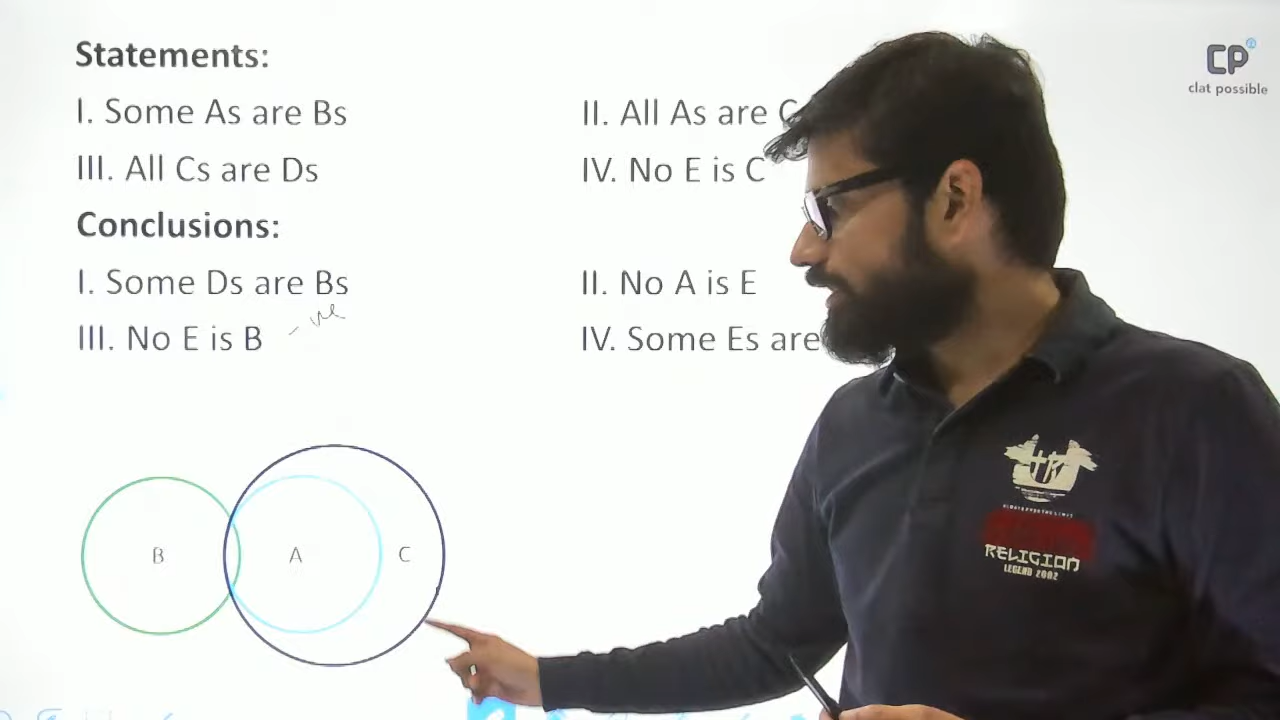 Statements:
I. Some As are Bs
II. All As are
III. All Cs are Ds
IV. No E is C
Conclusions:
I. Some Ds are Bs
II. No A is E
III. No E is B
-ve
IV. Some Es are
B
A
C
CP
clat possible
RELIGION
LEGEND 2002